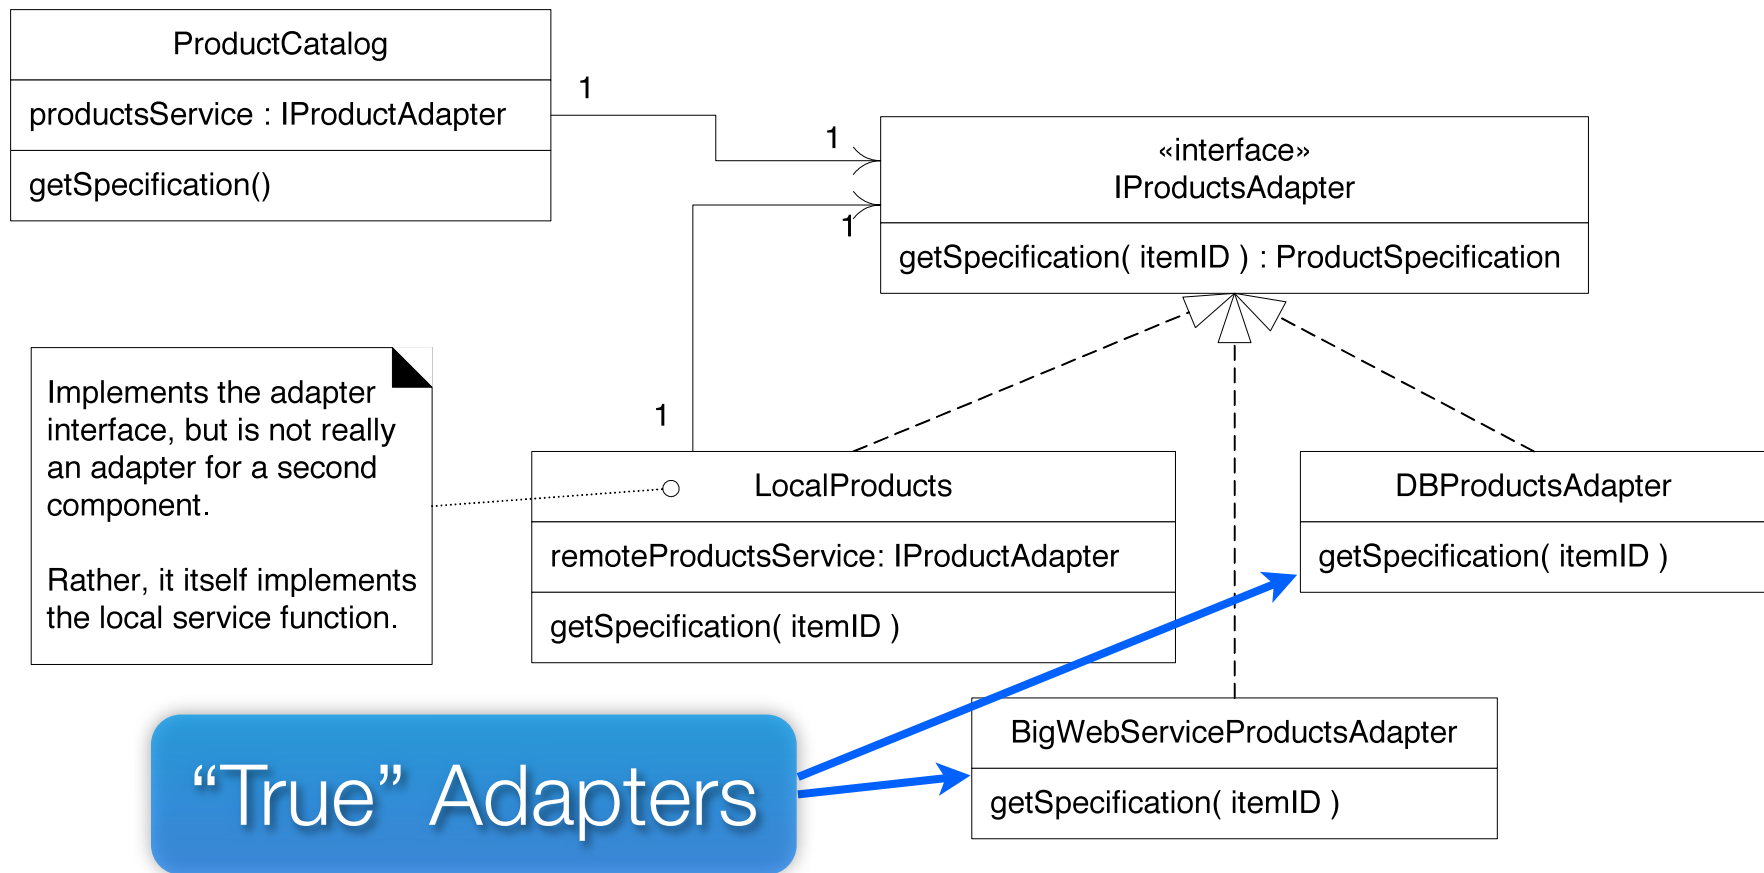 ProductCatalog
productsService : IProductAdapter
getSpecification()
1
1
«interface»
IProductsAdapter
getSpecification( itemID ) : ProductSpecification
1
1
Implements the adapter
interface, but is not really
an adapter for a second
component.
Rather, it itself implements
the local service function.
LocalProducts
remoteProductsService: IProductAdapter
getSpecification( itemID )
DBProductsAdapter
getSpecification( itemID )
“True” Adapters
BigWebServiceProductsAdapter
getSpecification( itemID )